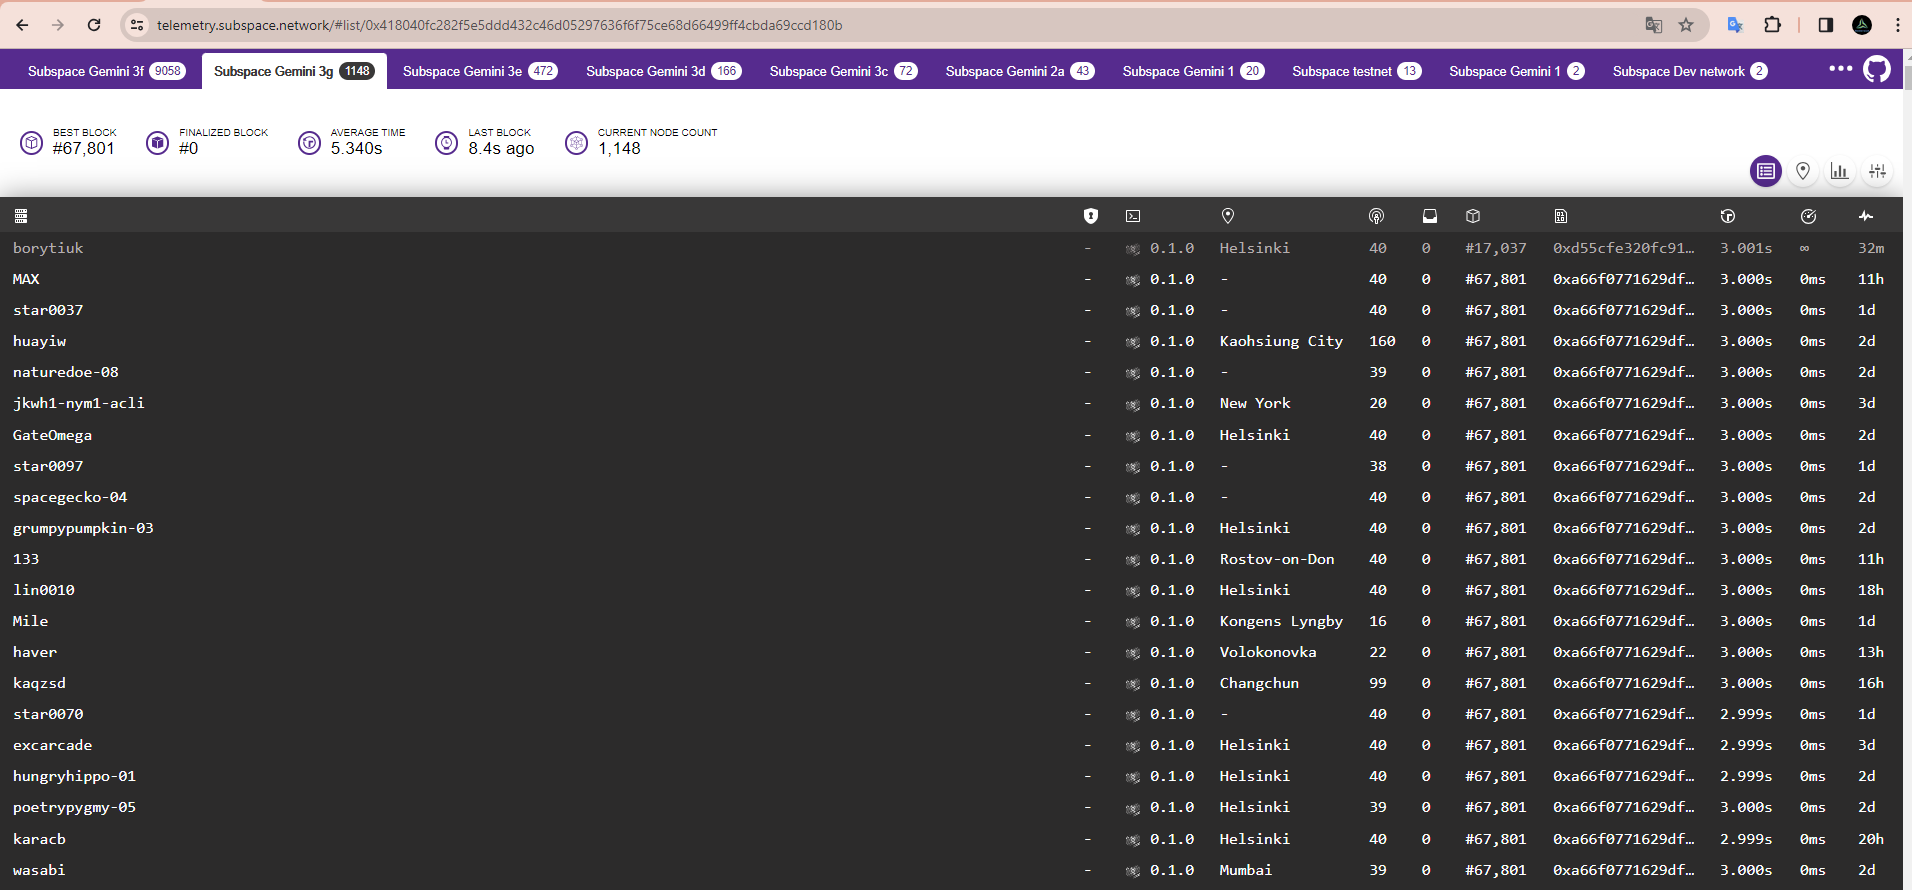 telemetry.subspace.network/#list/0x418040fc282f5e5ddd432c46d05297636f6f75ce68d66499ff4cbda69ccd180b
Subspace Gemini 3f 9058 Subspace Gemini 3g 1148 Subspace Gemini 3e 472 Subspace Gemini 3d 166 Subspace Gemini 3c 72 Subspace Gemini 2a 43 Subspace Gemini 1 20 Subspace testnet 13 Subspace Gemini 1 2 Subspace Dev network 2
BEST BLOCK FINALIZED BLOCK AVERAGE TIME LAST BLOCK CURRENT NODE COUNT
#67,801 #0 5.340s 8.4s ago 1,148
borytiuk - 0.1.0 Helsinki 40 0 #17,037 0xd55cfe320fc91… 3.001s ∞ 32m
MAX - 0.1.0 - 40 0 #67,801 0xa66f0771629df… 3.000s 0ms 11h
star0037 - 0.1.0 - 40 0 #67,801 0xa66f0771629df… 3.000s 0ms 1d
huayiw - 0.1.0 Kaohsiung City 160 0 #67,801 0xa66f0771629df… 3.000s 0ms 2d
naturedoe-08 - 0.1.0 - 39 0 #67,801 0xa66f0771629df… 3.000s 0ms 2d
jkwh1-nym1-acli - 0.1.0 New York 20 0 #67,801 0xa66f0771629df… 3.000s 0ms 3d
GateOmega - 0.1.0 Helsinki 40 0 #67,801 0xa66f0771629df… 3.000s 0ms 2d
star0097 - 0.1.0 - 38 0 #67,801 0xa66f0771629df… 3.000s 0ms 1d
spacegecko-04 - 0.1.0 - 40 0 #67,801 0xa66f0771629df… 3.000s 0ms 2d
grumpypumpkin-03 - 0.1.0 Helsinki 40 0 #67,801 0xa66f0771629df… 3.000s 0ms 2d
133 - 0.1.0 Rostov-on-Don 40 0 #67,801 0xa66f0771629df… 3.000s 0ms 11h
lin0010 - 0.1.0 Helsinki 40 0 #67,801 0xa66f0771629df… 3.000s 0ms 18h
Mile - 0.1.0 Kongens Lyngby 16 0 #67,801 0xa66f0771629df… 3.000s 0ms 1d
haver - 0.1.0 Volokonovka 22 0 #67,801 0xa66f0771629df… 3.000s 0ms 13h
kaqzsd - 0.1.0 Changchun 99 0 #67,801 0xa66f0771629df… 3.000s 0ms 16h
star0070 - 0.1.0 - 40 0 #67,801 0xa66f0771629df… 2.999s 0ms 1d
excarcade - 0.1.0 Helsinki 40 0 #67,801 0xa66f0771629df… 2.999s 0ms 3d
hungryhippo-01 - 0.1.0 Helsinki 40 0 #67,801 0xa66f0771629df… 2.999s 0ms 2d
poetrypygmy-05 - 0.1.0 Helsinki 39 0 #67,801 0xa66f0771629df… 3.000s 0ms 2d
karacb - 0.1.0 Helsinki 40 0 #67,801 0xa66f0771629df… 2.999s 0ms 20h
wasabi - 0.1.0 Mumbai 39 0 #67,801 0xa66f0771629df… 3.000s 0ms 2d